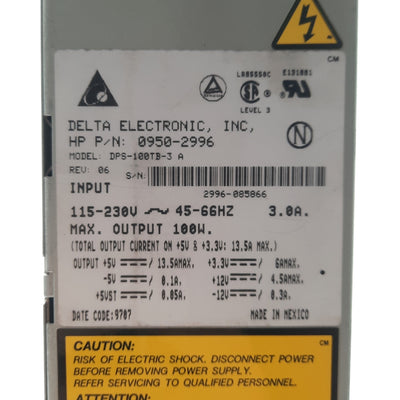 CM
LR85550C E131881
LEVEL 3
DELTA ELECTRONIC, INC,
HP P/N: 0950-2996
MODEL: DPS-100TB-3 A
REV: 06 S/N:
INPUT 2996-085866
115-230V 45-66HZ 3.0A.
MAX. OUTPUT 100W.
(TOTAL OUTPUT CURRENT ON +5V & +3.3V: 13.5A MAX.)
OUTPUT +5V / 13.5AMAX. +3.3V / 6AMAX.
-5V / 0.1A. +12V / 4.5AMAX.
+5VST / 0.05A. -12V / 0.3A.
DATE CODE: 9707 MADE IN MEXICO
CAUTION: CM
RISK OF ELECTRIC SHOCK. DISCONNECT POWER
BEFORE REMOVING POWER SUPPLY.
REFER SERVICING TO QUALIFIED PERSONNEL.
ATTENTION: